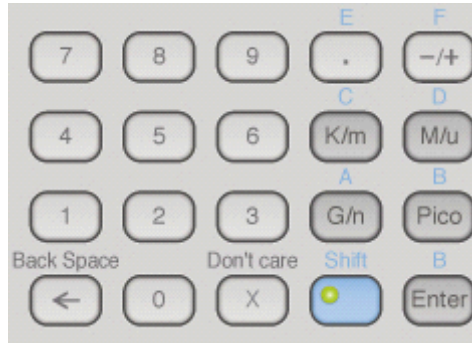 E F
7 8 9 . −/+
C D
4 5 6 K/m M/u
A B
1 2 3 G/n Pico
Back Space Don't care Shift B
← 0 X Enter